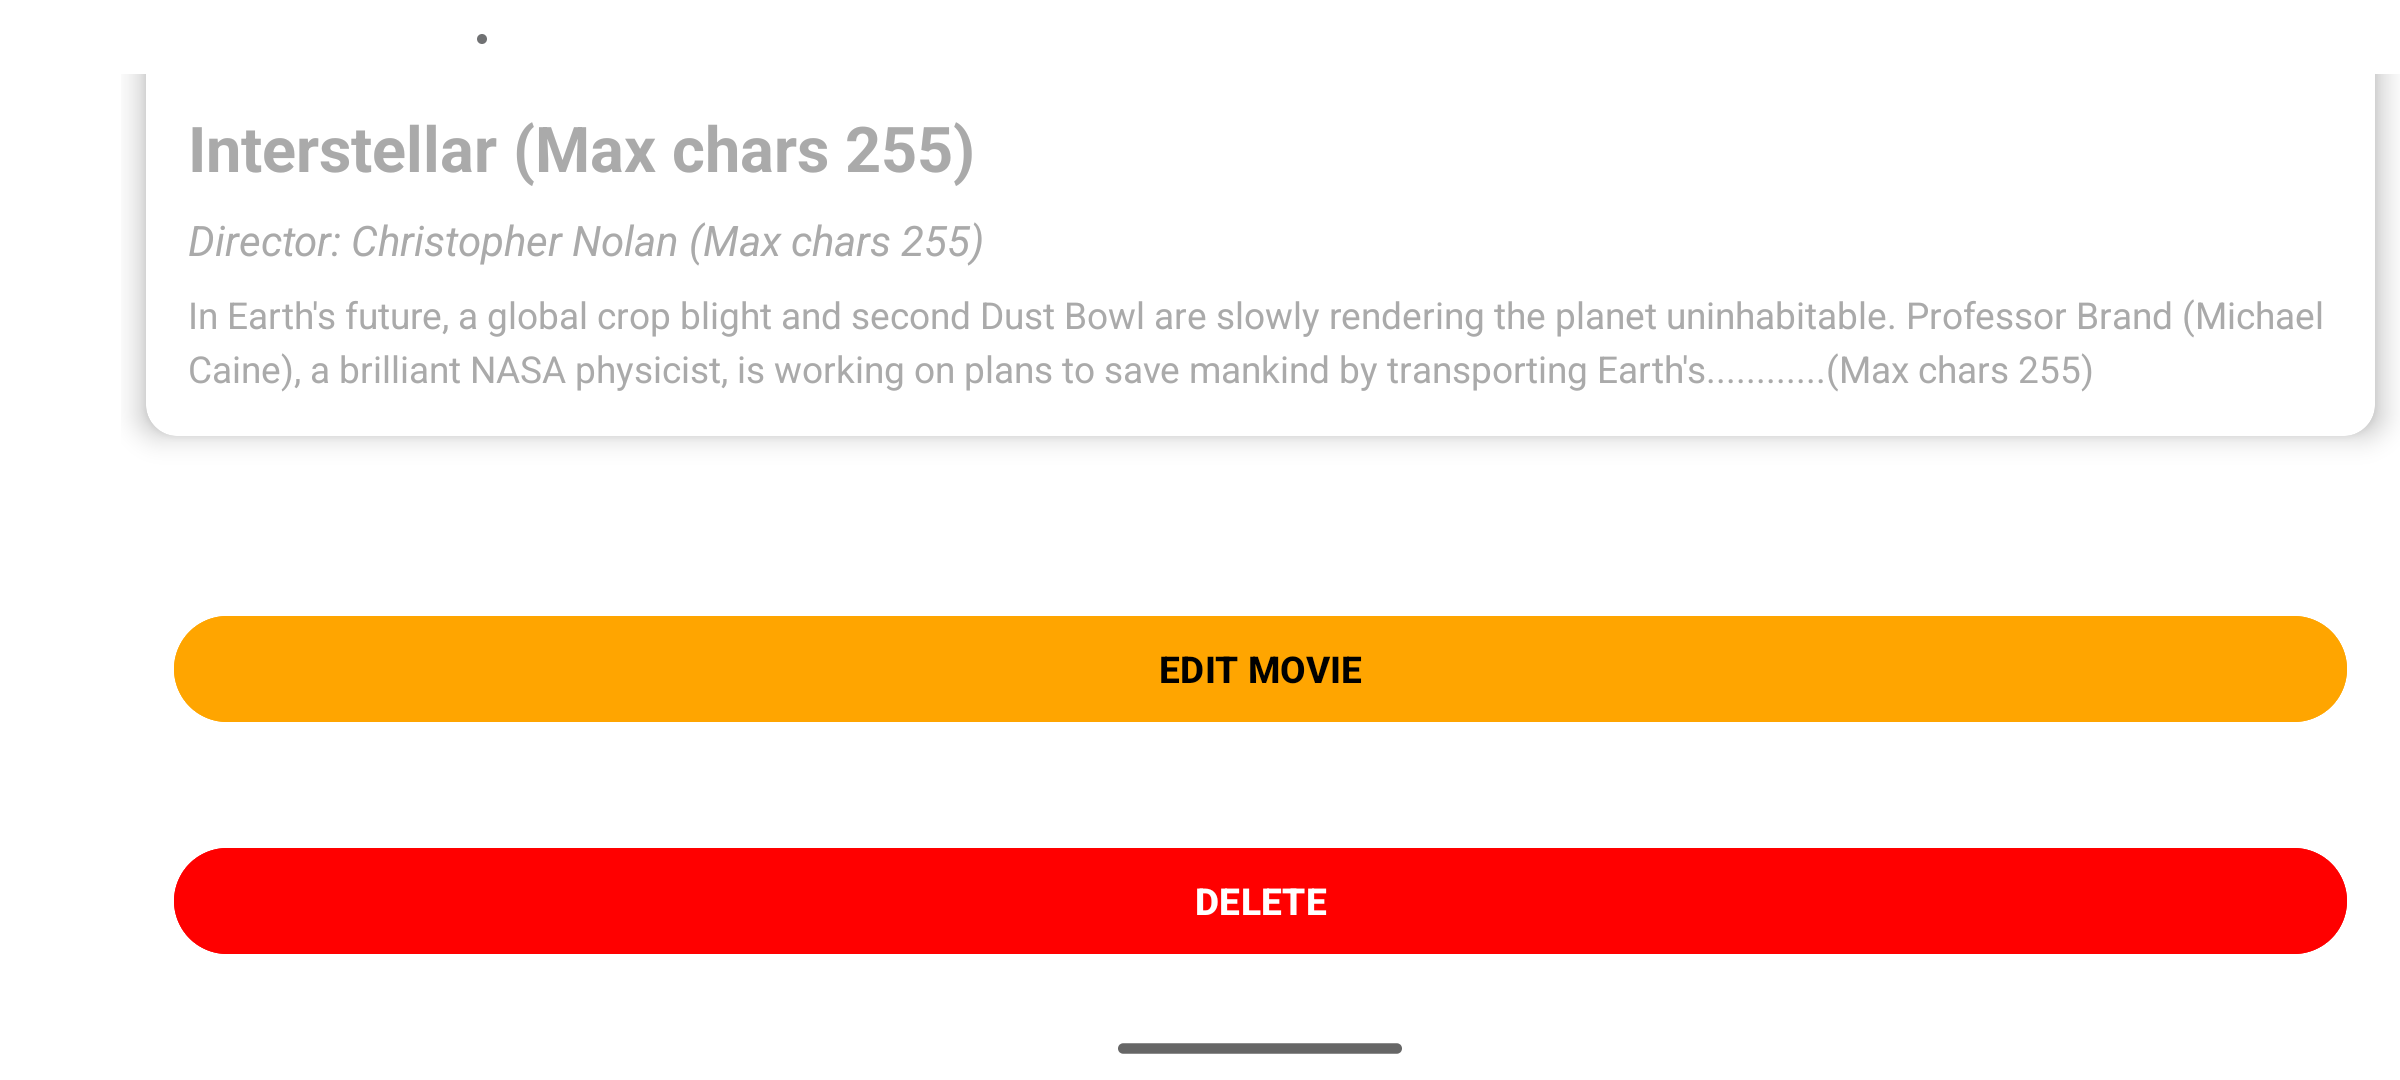 Interstellar (Max chars 255)
Director: Christopher Nolan (Max chars 255)
In Earth's future, a global crop blight and second Dust Bowl are slowly rendering the planet uninhabitable. Professor Brand (Michael
Caine), a brilliant NASA physicist, is working on plans to save mankind by transporting Earth's............(Max chars 255)
EDIT MOVIE
DELETE